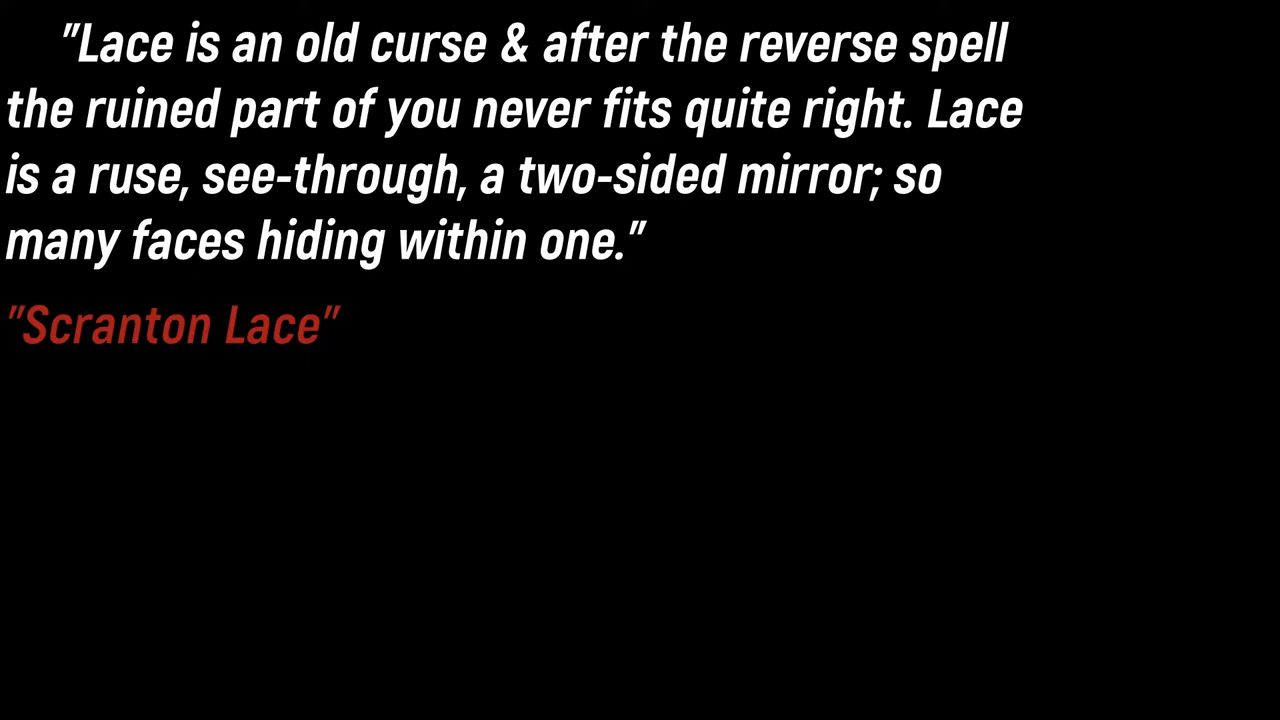 "Lace is an old curse & after the reverse spell
the ruined part of you never fits quite right. Lace
is a ruse, see-through, a two-sided mirror; so
many faces hiding within one."
"Scranton Lace"